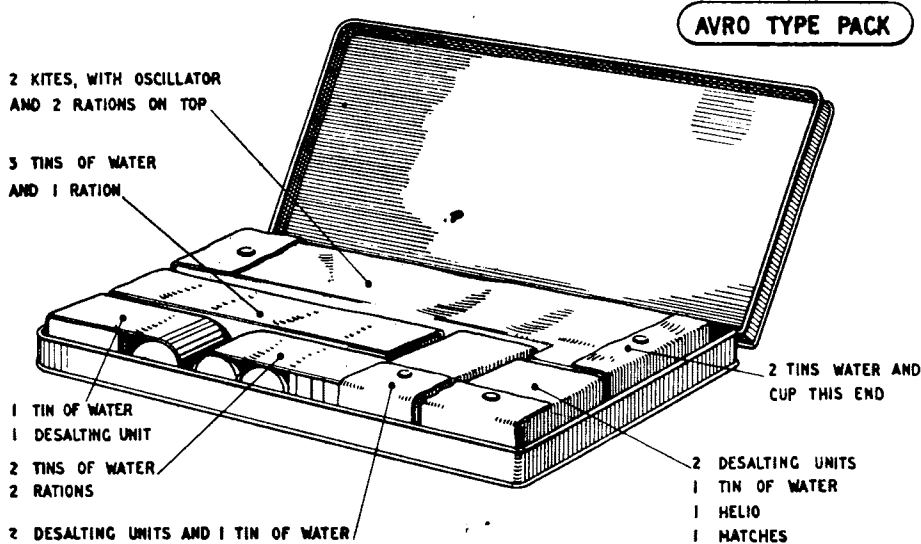 AVRO TYPE PACK
2 KITES, WITH OSCILLATOR
AND 2 RATIONS ON TOP
3 TINS OF WATER
AND 1 RATION
2 TINS WATER AND
CUP THIS END
1 TIN OF WATER
1 DESALTING UNIT
2 TINS OF WATER
2 RATIONS
2 DESALTING UNITS AND 1 TIN OF WATER
2 DESALTING UNITS
1 TIN OF WATER
1 HELIO
1 MATCHES